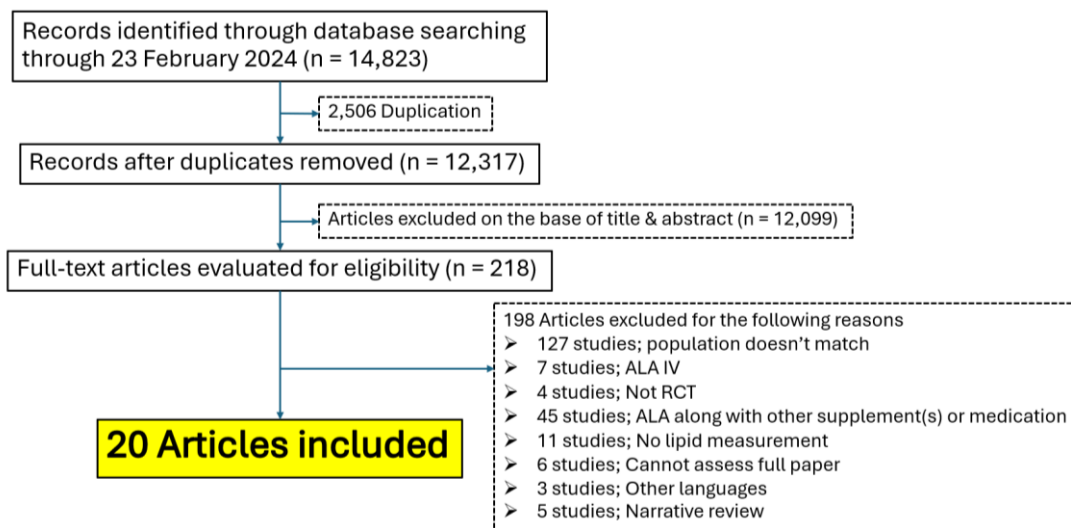 Records identified through database searching
through 23 February 2024 (n = 14,823)
2,506 Duplication
Records after duplicates removed (n = 12,317)
Articles excluded on the base of title & abstract (n = 12,099)
Full-text articles evaluated for eligibility (n = 218)
198 Articles excluded for the following reasons
➢ 127 studies; population doesn’t match
➢ 7 studies; ALA IV
➢ 4 studies; Not RCT
➢ 45 studies; ALA along with other supplement(s) or medication
➢ 11 studies; No lipid measurement
➢ 6 studies; Cannot assess full paper
➢ 3 studies; Other languages
➢ 5 studies; Narrative review
20 Articles included